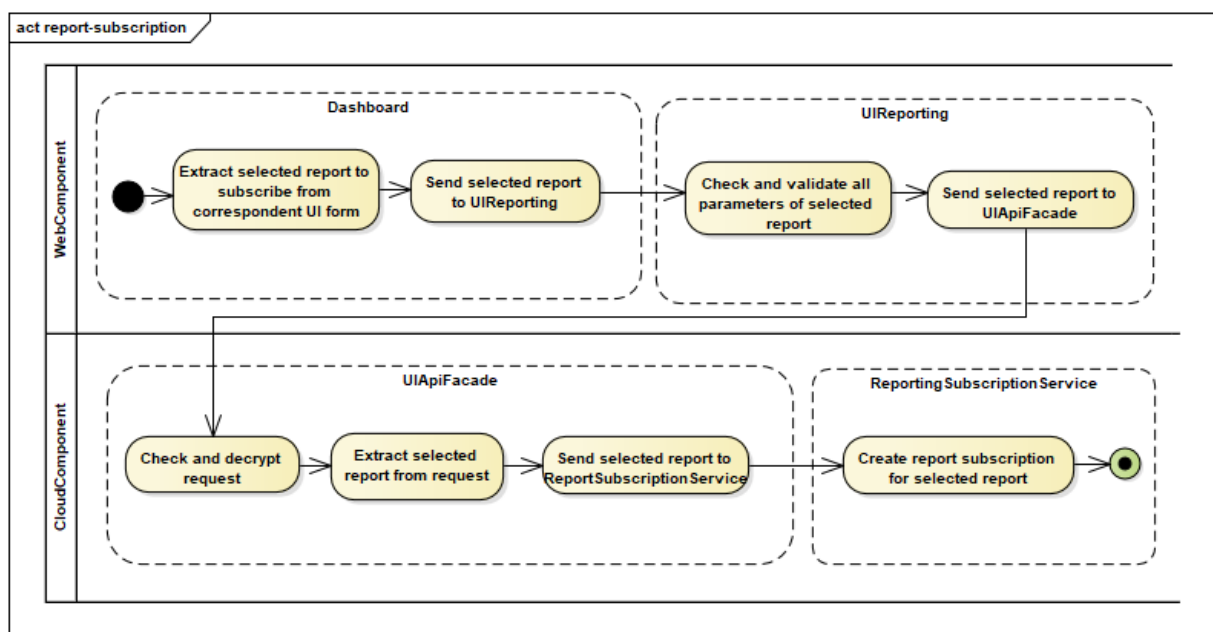 act report-subscription
WebComponent
Dashboard
UIReporting
Extract selected report to
subscribe from
correspondent UI form
Send selected report
to UIReporting
Check and validate all
parameters of selected
report
Send selected report to
UIApiFacade
CloudComponent
UIApiFacade
ReportingSubscriptionService
Check and decrypt
request
Extract selected
report from request
Send selected report to
ReportSubscriptionService
Create report subscription
for selected report